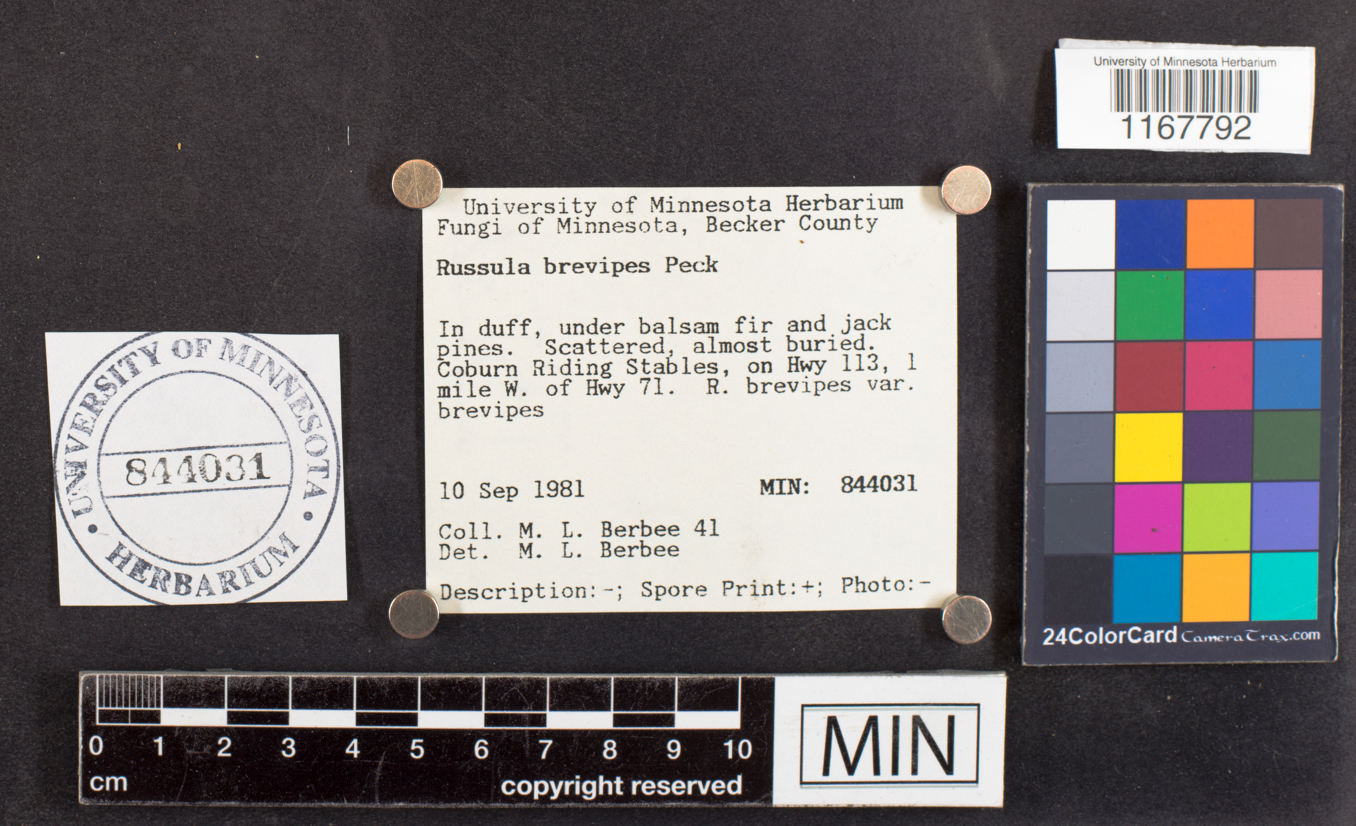 University of Minnesota Herbarium
1167792
University of Minnesota Herbarium
Fungi of Minnesota, Becker County
Russula brevipes Peck
In duff, under balsam fir and jack
pines. Scattered, almost buried.
Coburn Riding Stables, on Hwy 113, 1
mile W. of Hwy 71. R. brevipes var.
brevipes
10 Sep 1981 MIN: 844031
Coll. M. L. Berbee 41
Det. M. L. Berbee
Description:-; Spore Print:+; Photo:-
UNIVERSITY OF MINNESOTA
844031
• HERBARIUM •
24ColorCard CameraTrax.com
0 1 2 3 4 5 6 7 8 9 10
cm
copyright reserved
MIN